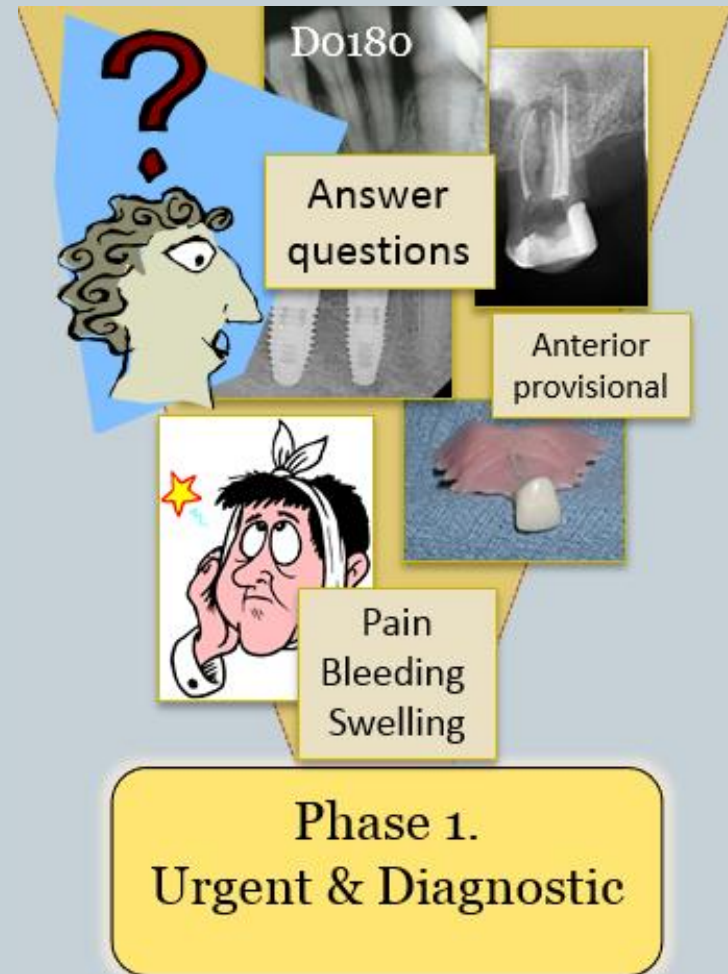 D0180
Answer
questions
Anterior
provisional
Pain
Bleeding
Swelling
Phase 1.
Urgent & Diagnostic